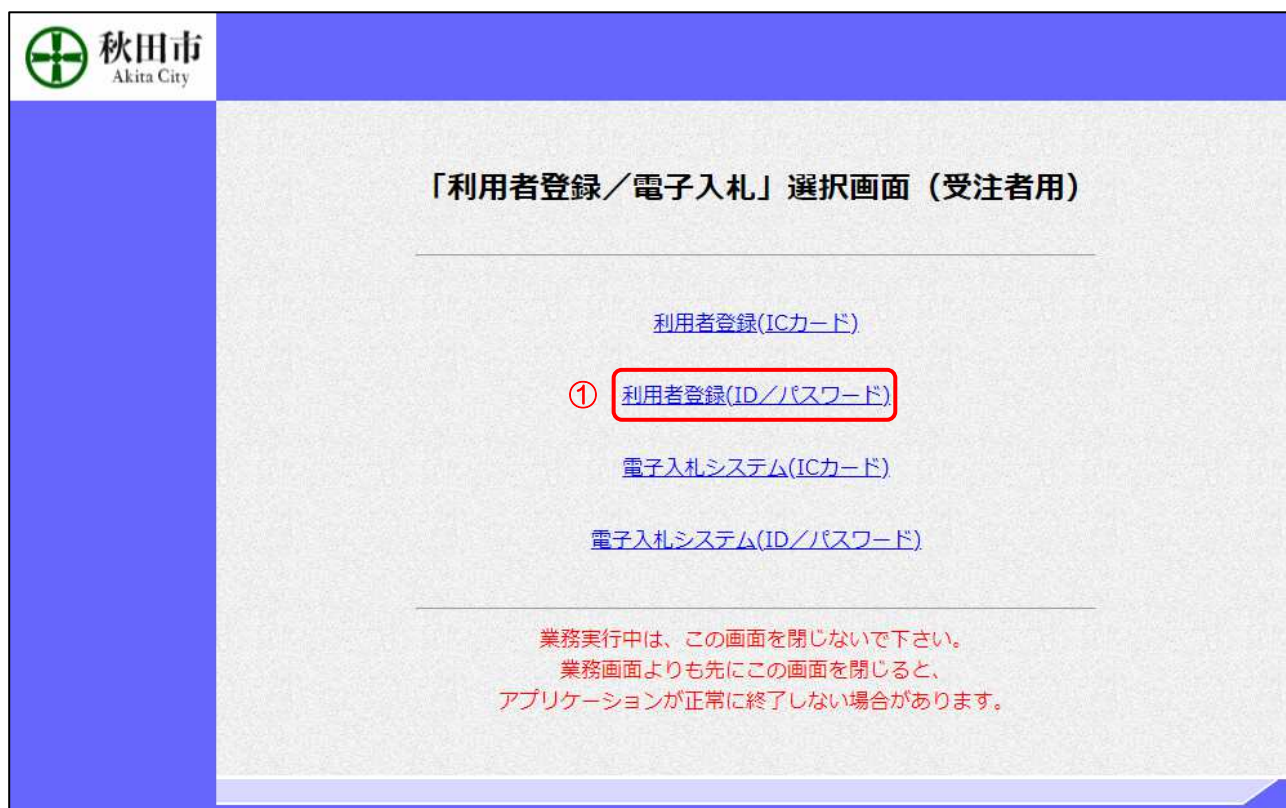 秋田市
Akita City
「利用者登録／電子入札」選択画面（受注者用）
利用者登録(ICカード)
① 利用者登録(ID／パスワード)
電子入札システム(ICカード)
電子入札システム(ID／パスワード)
業務実行中は、この画面を閉じないで下さい。
業務画面よりも先にこの画面を閉じると、
アプリケーションが正常に終了しない場合があります。